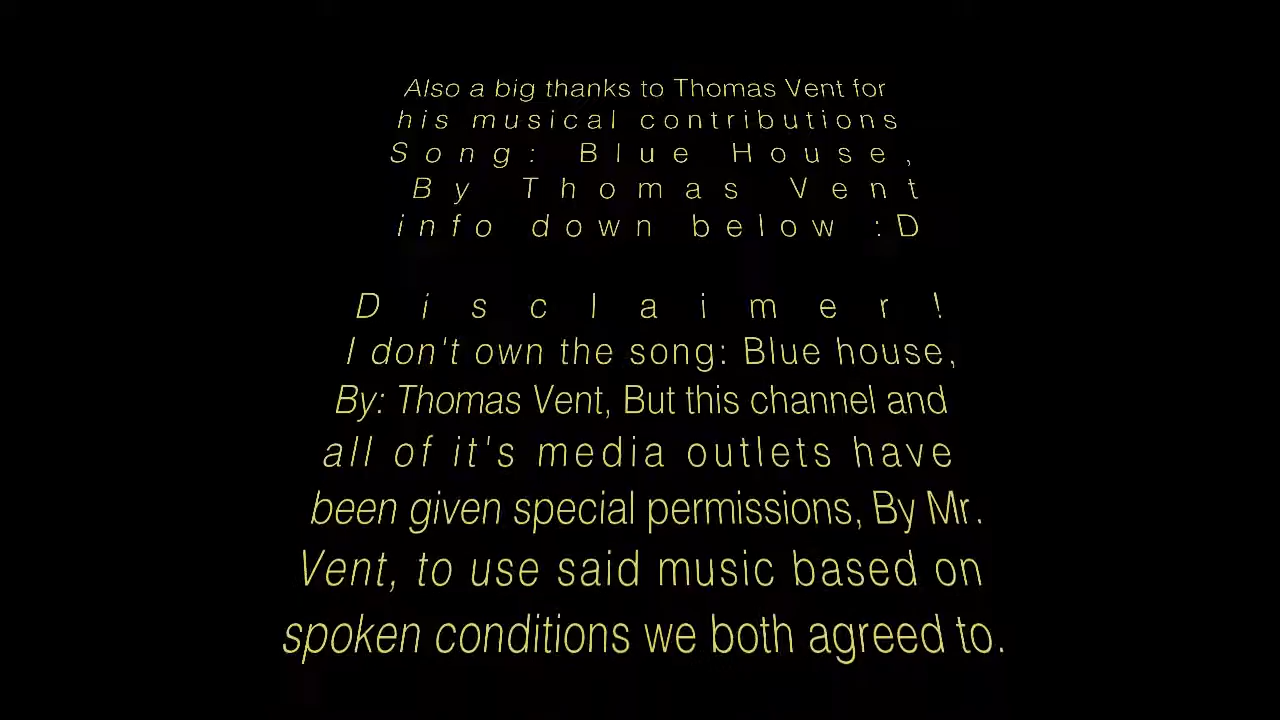 Also a big thanks to Thomas Vent for
his musical contributions
Song: Blue House,
By Thomas Vent
info down below :D
Disclaimer!
I don't own the song: Blue house,
By: Thomas Vent, But this channel and
all of it's media outlets have
been given special permissions, By Mr.
Vent, to use said music based on
spoken conditions we both agreed to.